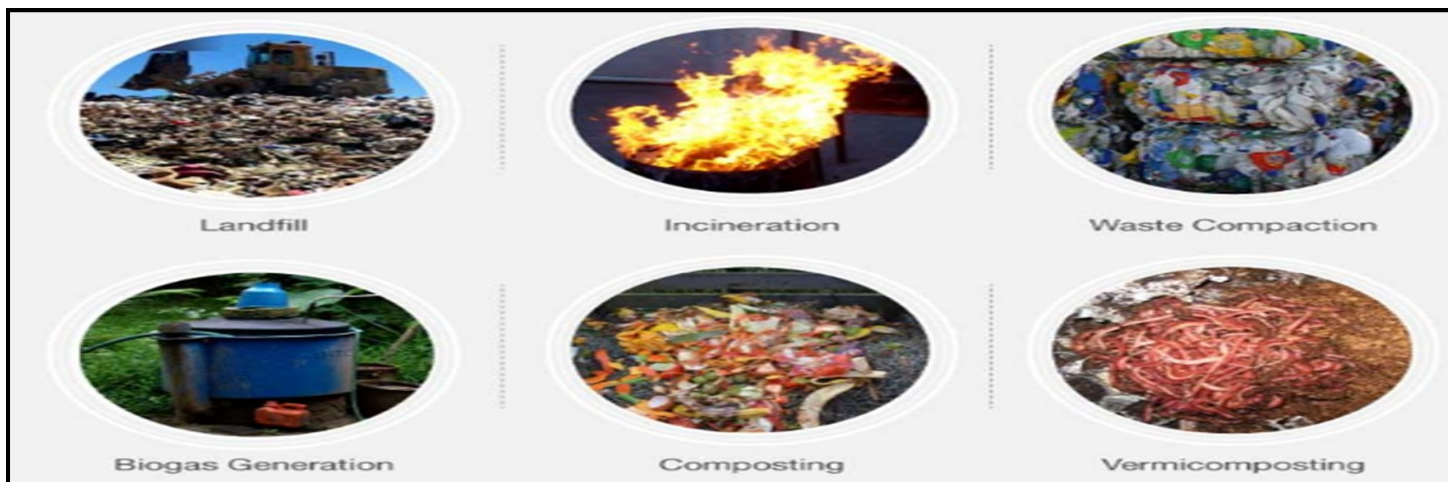 Landfill
Incineration
Waste Compaction
Biogas Generation
Composting
Vermicomposting